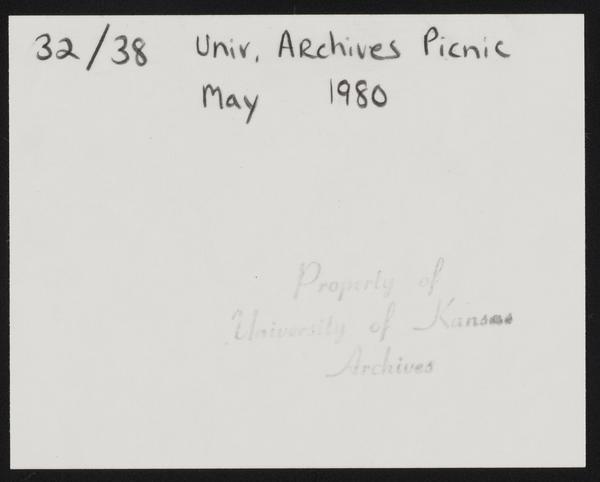 32/38 Univ. Archives Picnic
May 1980
Property of
University of Kansas
Archives